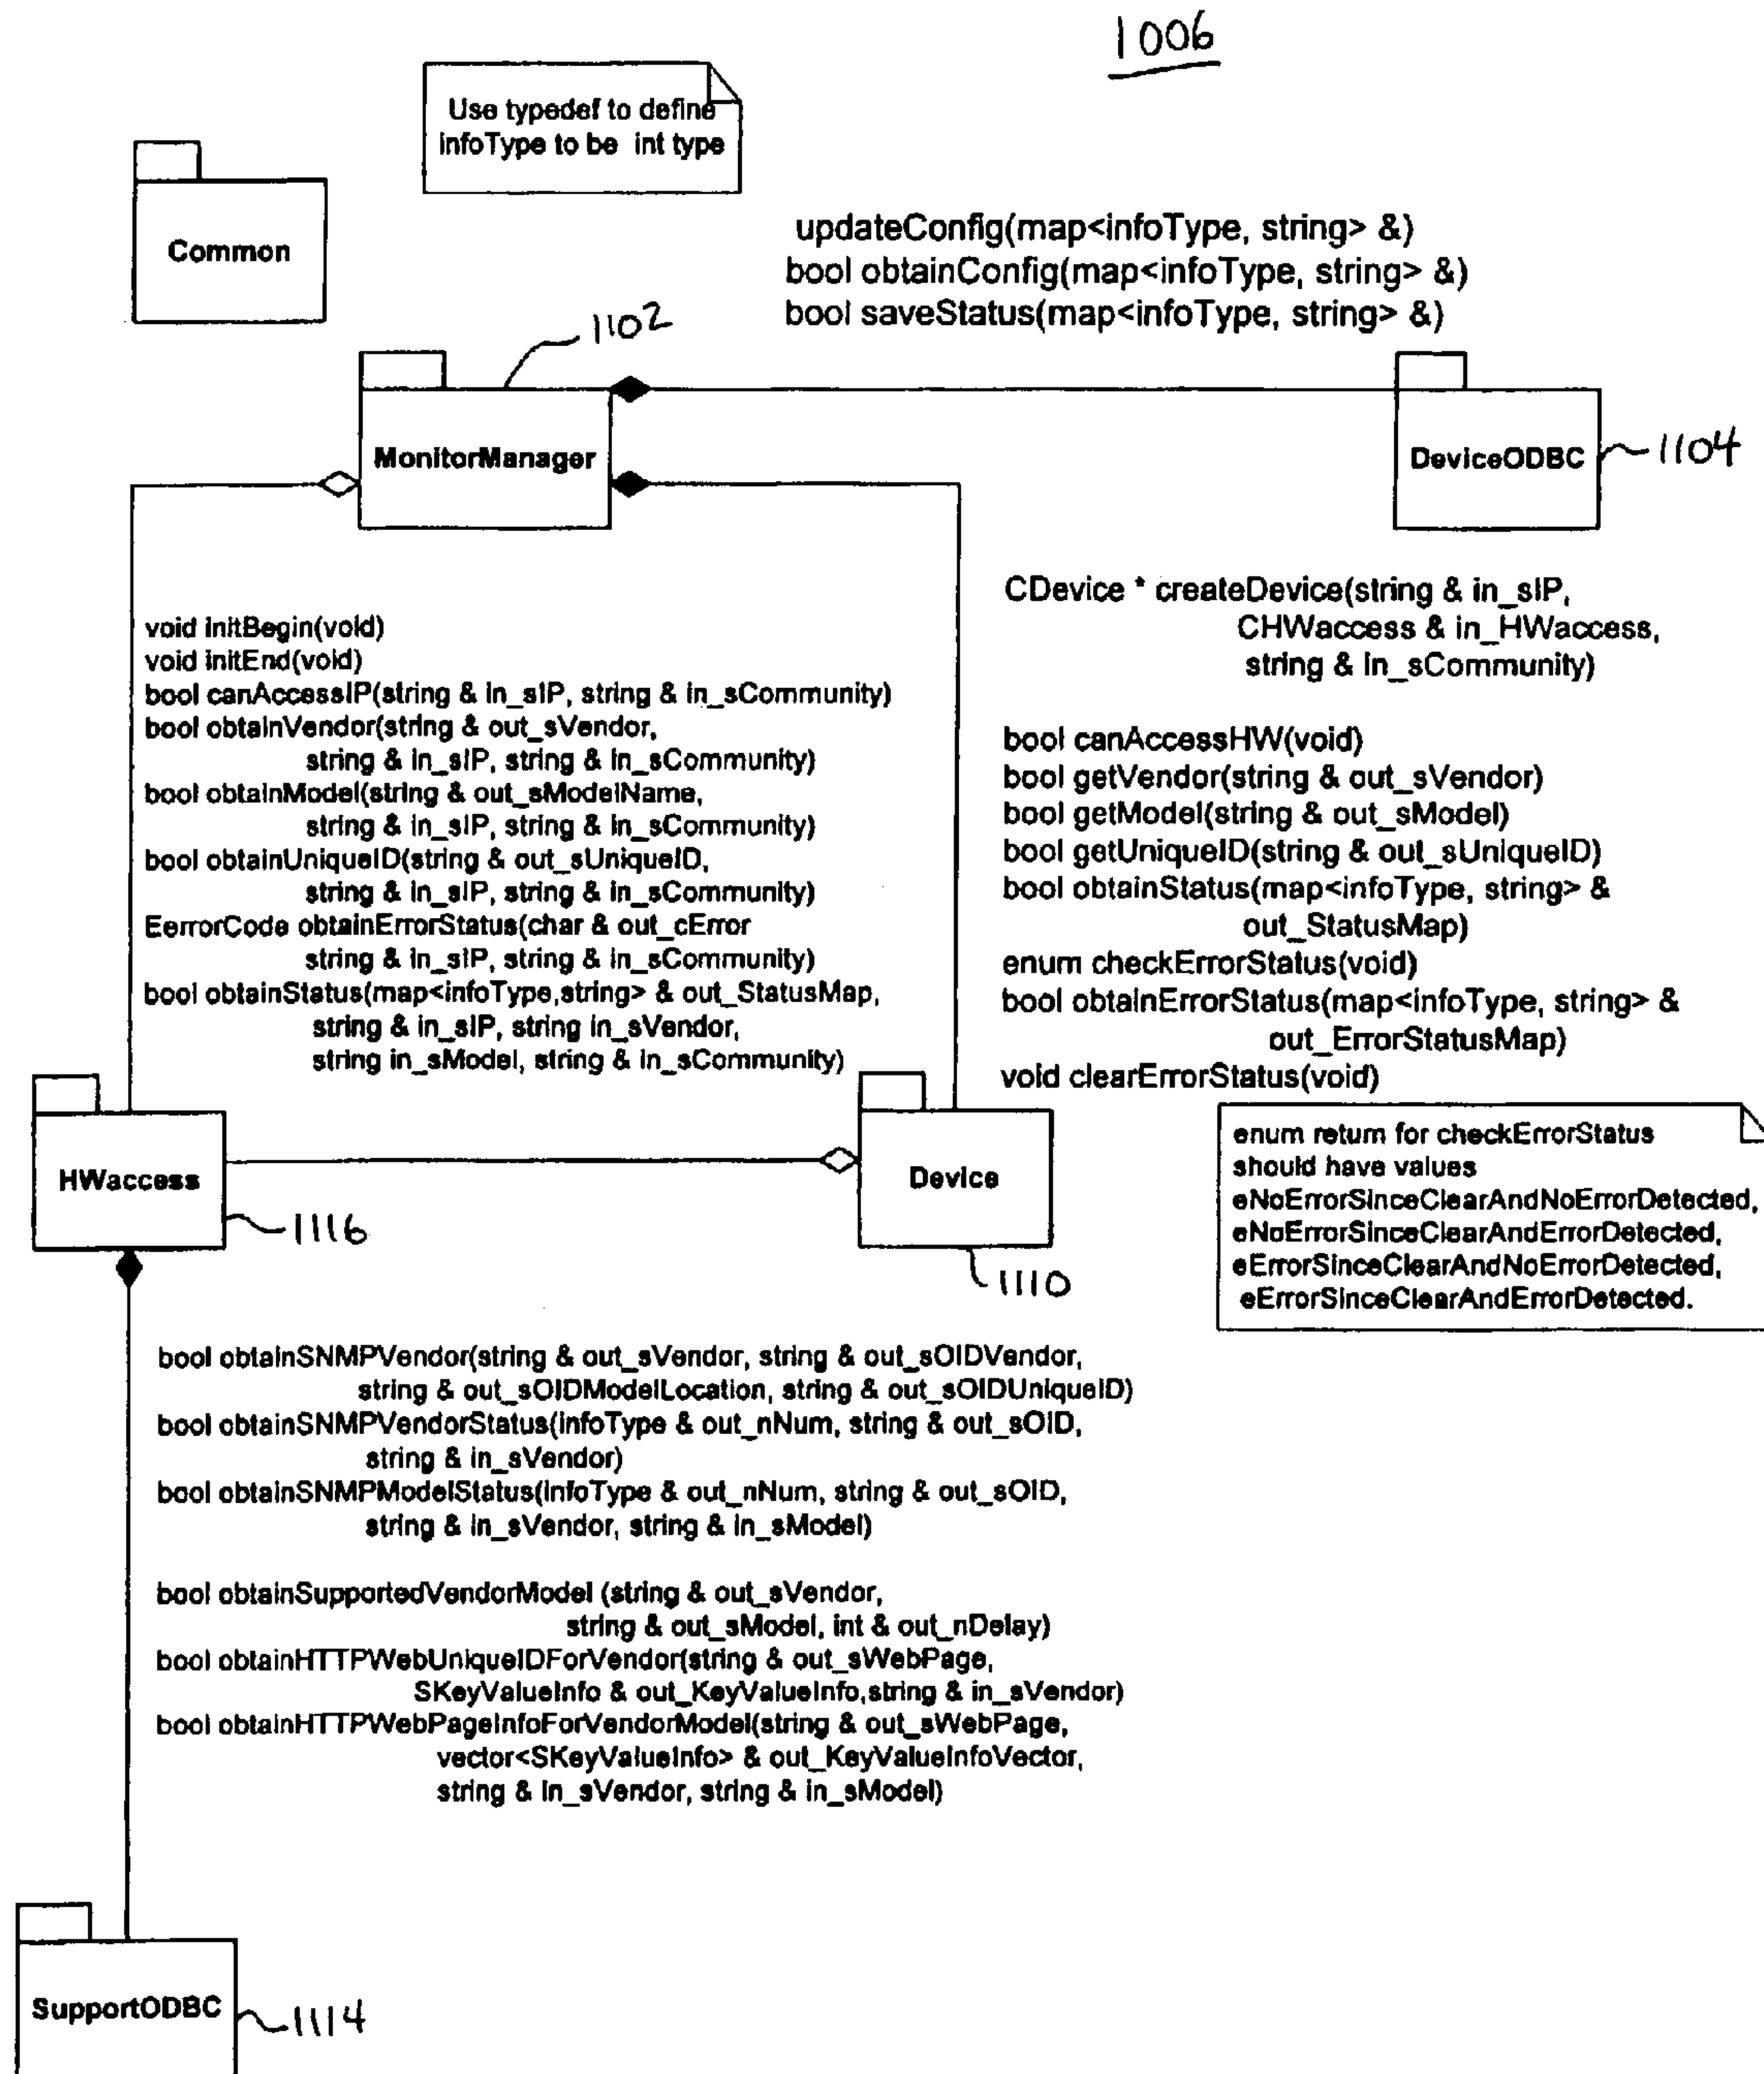 1006
Use typedef to define
infoType to be int type
Common
updateConfig(map<infoType, string> &)
bool obtainConfig(map<infoType, string> &)
bool saveStatus(map<infoType, string> &)
1102
MonitorManager
DeviceODBC
1104
void initBegin(void)
void initEnd(void)
bool canAccessIP(string & in_sIP, string & in_sCommunity)
bool obtainVendor(string & out_sVendor,
string & in_sIP, string & in_sCommunity)
bool obtainModel(string & out_sModelName,
string & in_sIP, string & in_sCommunity)
bool obtainUniqueID(string & out_sUniqueID,
string & in_sIP, string & in_sCommunity)
EerrorCode obtainErrorStatus(char & out_cError
string & in_sIP, string & in_sCommunity)
bool obtainStatus(map<infoType,string> & out_StatusMap,
string & in_sIP, string in_sVendor,
string in_sModel, string & in_sCommunity)
CDevice * createDevice(string & in_sIP,
CHWaccess & in_HWaccess,
string & in_sCommunity)
bool canAccessHW(void)
bool getVendor(string & out_sVendor)
bool getModel(string & out_sModel)
bool getUniqueID(string & out_sUniqueID)
bool obtainStatus(map<infoType, string> &
out_StatusMap)
enum checkErrorStatus(void)
bool obtainErrorStatus(map<infoType, string> &
out_ErrorStatusMap)
void clearErrorStatus(void)
HWaccess
1116
Device
1110
enum return for checkErrorStatus
should have values
eNoErrorSinceClearAndNoErrorDetected,
eNoErrorSinceClearAndErrorDetected,
eErrorSinceClearAndNoErrorDetected,
eErrorSinceClearAndErrorDetected.
bool obtainSNMPVendor(string & out_sVendor, string & out_sOIDVendor,
string & out_sOIDModelLocation, string & out_sOIDUniqueID)
bool obtainSNMPVendorStatus(infoType & out_nNum, string & out_sOID,
string & in_sVendor)
bool obtainSNMPModelStatus(infoType & out_nNum, string & out_sOID,
string & in_sVendor, string & in_sModel)
bool obtainSupportedVendorModel (string & out_sVendor,
string & out_sModel, int & out_nDelay)
bool obtainHTTPWebUniqueIDForVendor(string & out_sWebPage,
SKeyValueInfo & out_KeyValueInfo,string & in_sVendor)
bool obtainHTTPWebPageInfoForVendorModel(string & out_sWebPage,
vector<SKeyValueInfo> & out_KeyValueInfoVector,
string & in_sVendor, string & in_sModel)
SupportODBC
1114